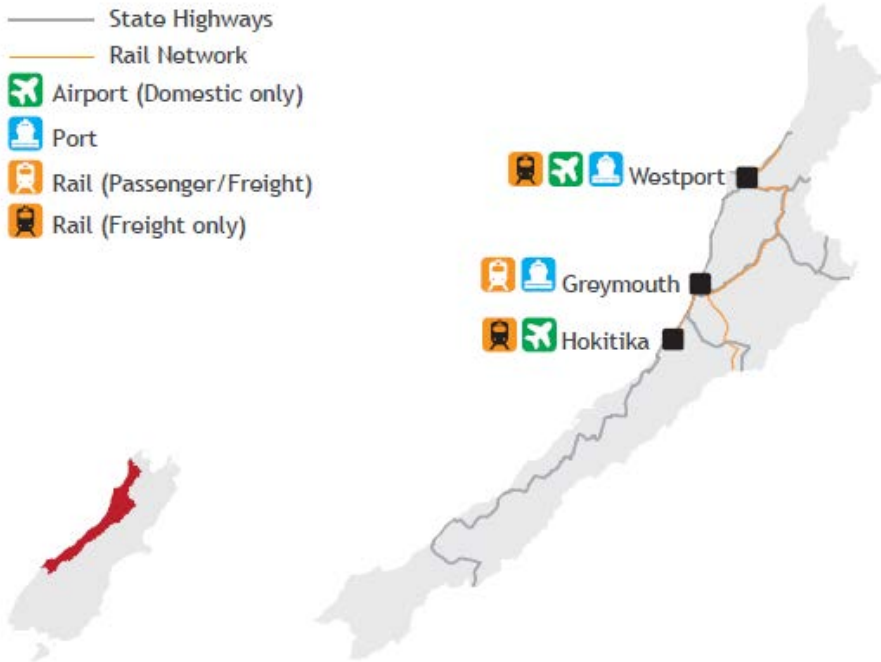 State Highways
Rail Network
Airport (Domestic only)
Port
Rail (Passenger/Freight)
Rail (Freight only)
Westport
Greymouth
Hokitika